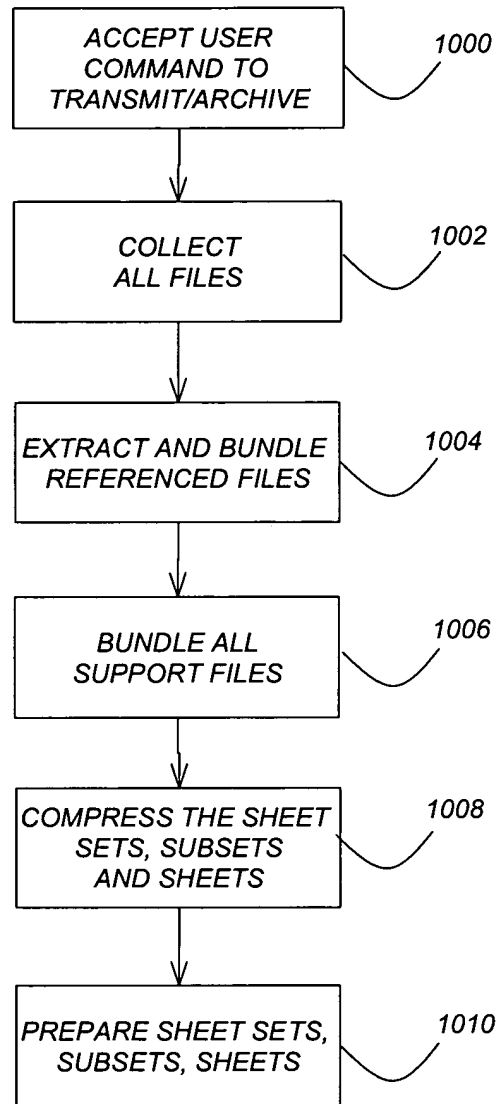 ACCEPT USER
COMMAND TO
TRANSMIT/ARCHIVE
1000
COLLECT
ALL FILES
1002
EXTRACT AND BUNDLE
REFERENCED FILES
1004
BUNDLE ALL
SUPPORT FILES
1006
COMPRESS THE SHEET
SETS, SUBSETS
AND SHEETS
1008
PREPARE SHEET SETS,
SUBSETS, SHEETS
1010